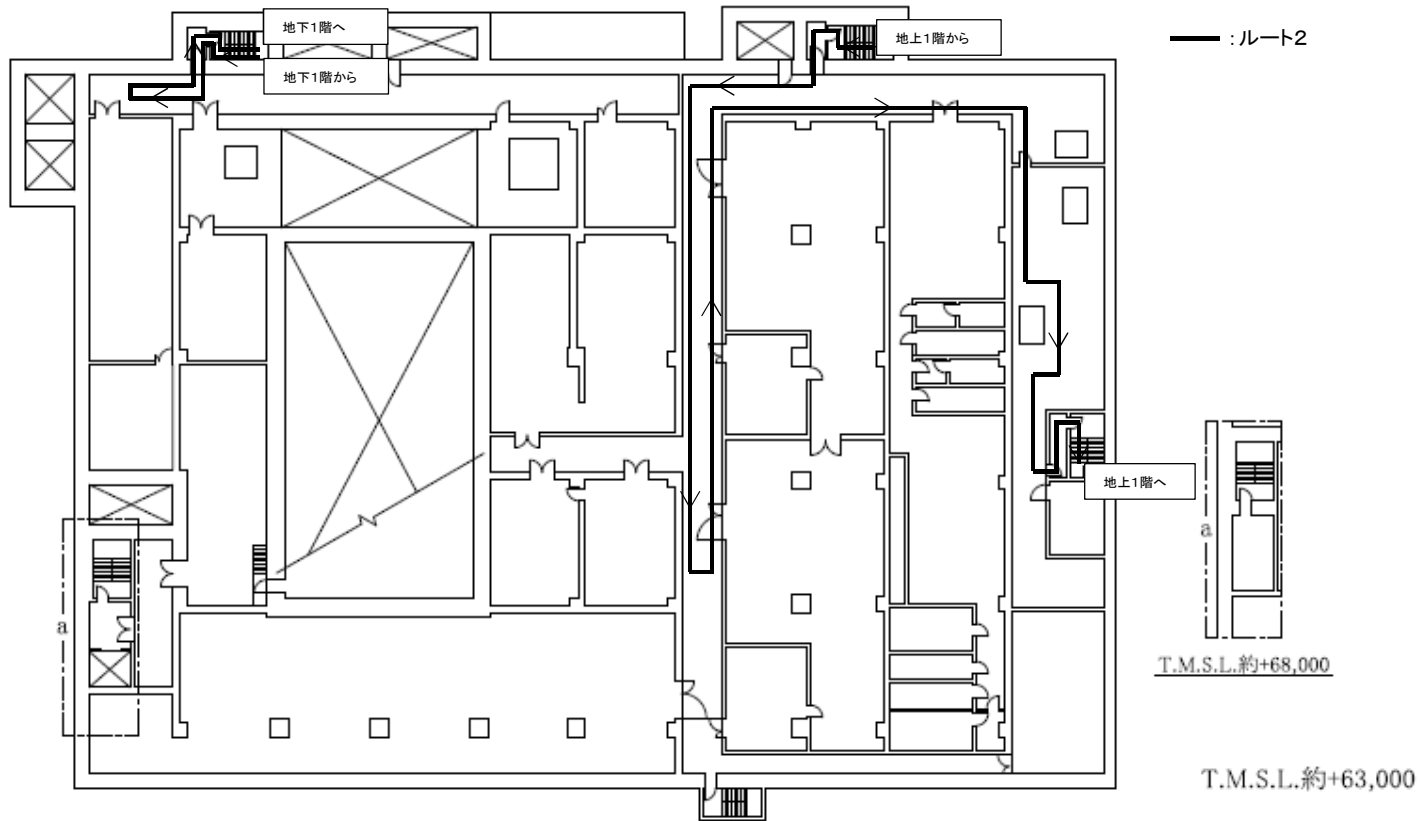 地下1階へ
地下1階から
地上1階から
：ルート2
地上1階へ
a
a
T.M.S.L.約+68,000
T.M.S.L.約+63,000